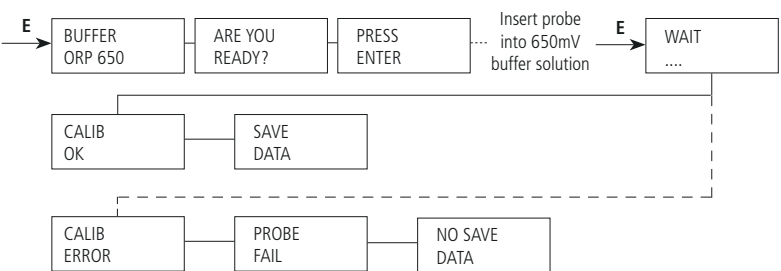 E
BUFFER
ORP 650
ARE YOU
READY?
PRESS
ENTER
Insert probe
into 650mV
buffer solution
E
WAIT
....
CALIB
OK
SAVE
DATA
CALIB
ERROR
PROBE
FAIL
NO SAVE
DATA